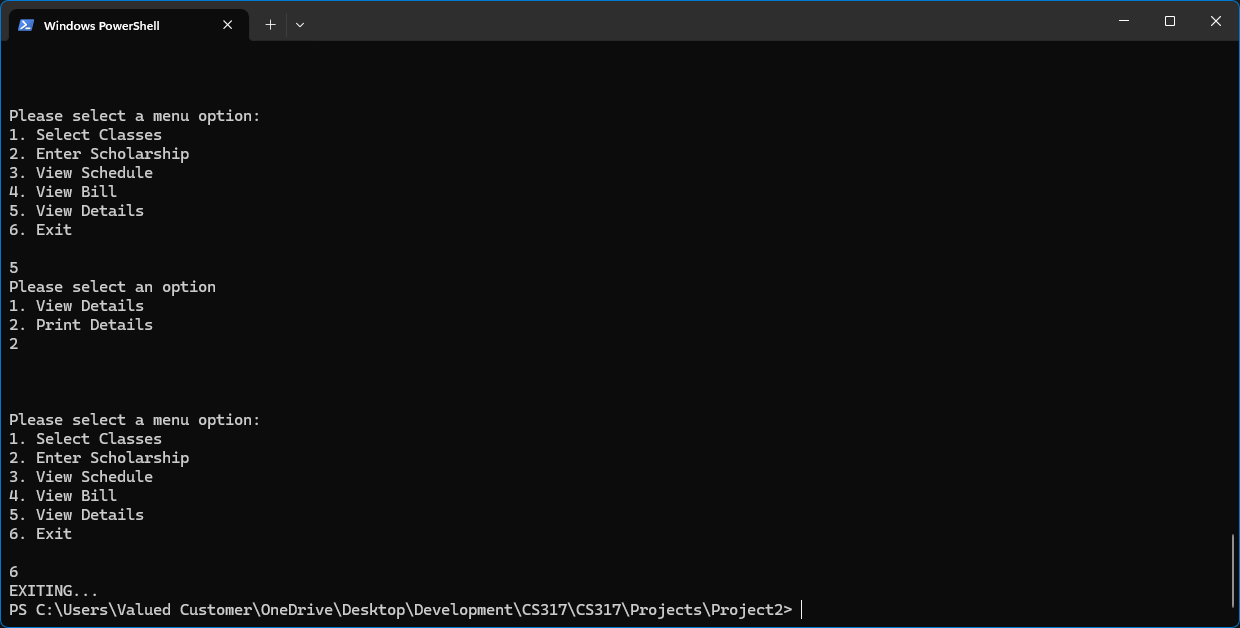 Windows PowerShell
Please select a menu option:
1. Select Classes
2. Enter Scholarship
3. View Schedule
4. View Bill
5. View Details
6. Exit
5
Please select an option
1. View Details
2. Print Details
2
Please select a menu option:
1. Select Classes
2. Enter Scholarship
3. View Schedule
4. View Bill
5. View Details
6. Exit
6
EXITING...
PS C:\Users\Valued Customer\OneDrive\Desktop\Development\CS317\CS317\Projects\Project2>